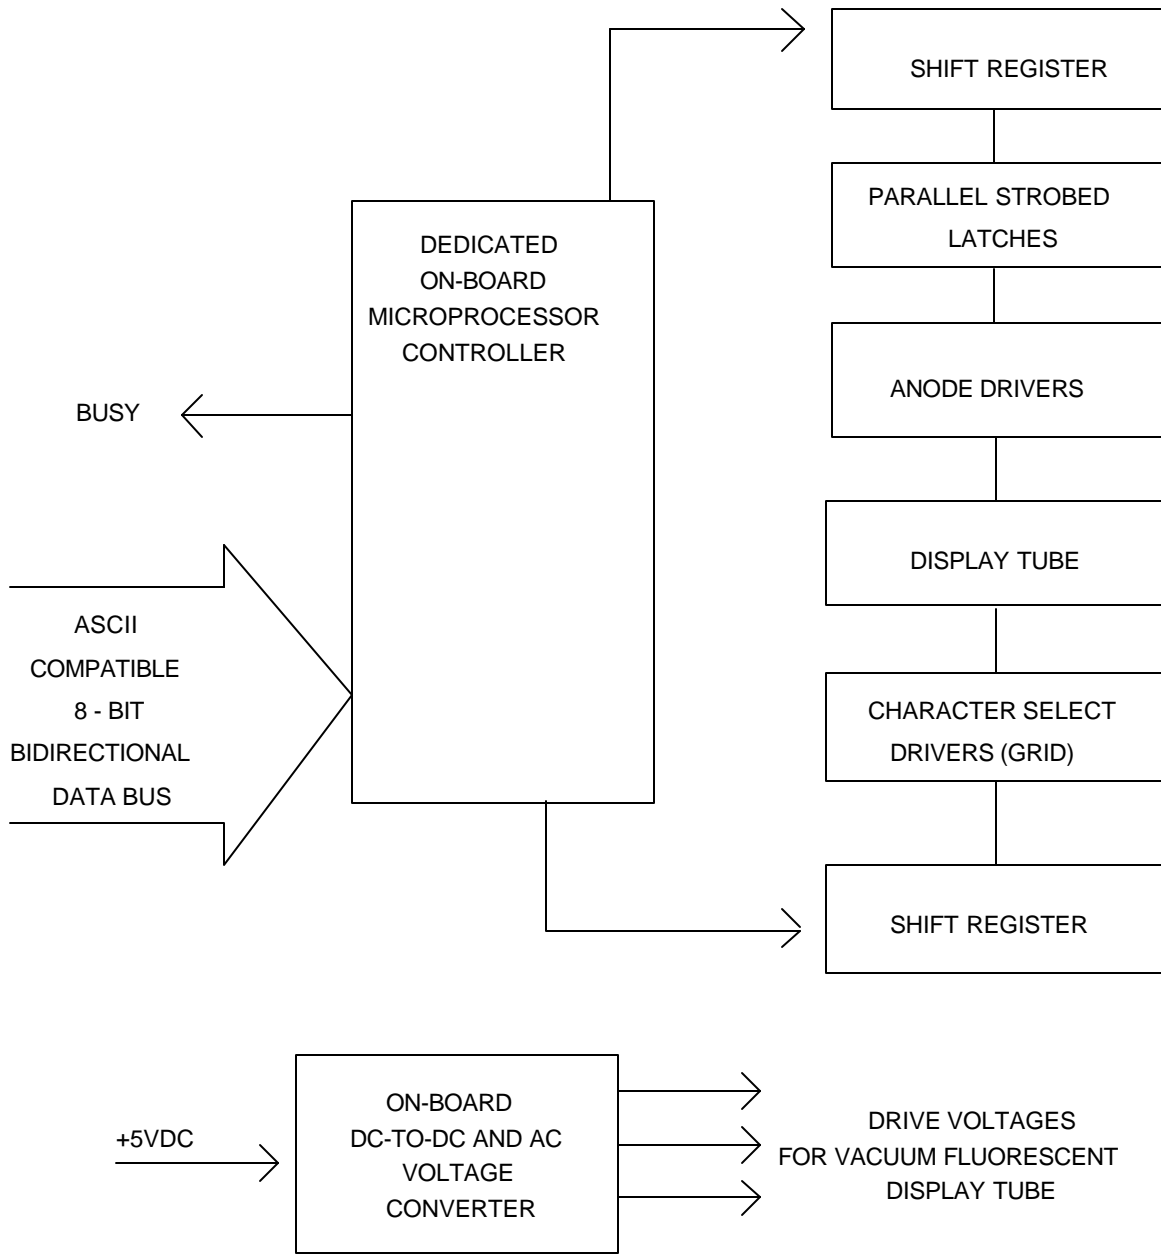 SHIFT REGISTER
PARALLEL STROBED
LATCHES
DEDICATED
ON-BOARD
MICROPROCESSOR
CONTROLLER
ANODE DRIVERS
BUSY
DISPLAY TUBE
ASCII
COMPATIBLE
8 - BIT
BIDIRECTIONAL
DATA BUS
CHARACTER SELECT
DRIVERS (GRID)
SHIFT REGISTER
+5VDC
ON-BOARD
DC-TO-DC AND AC
VOLTAGE
CONVERTER
DRIVE VOLTAGES
FOR VACUUM FLUORESCENT
DISPLAY TUBE